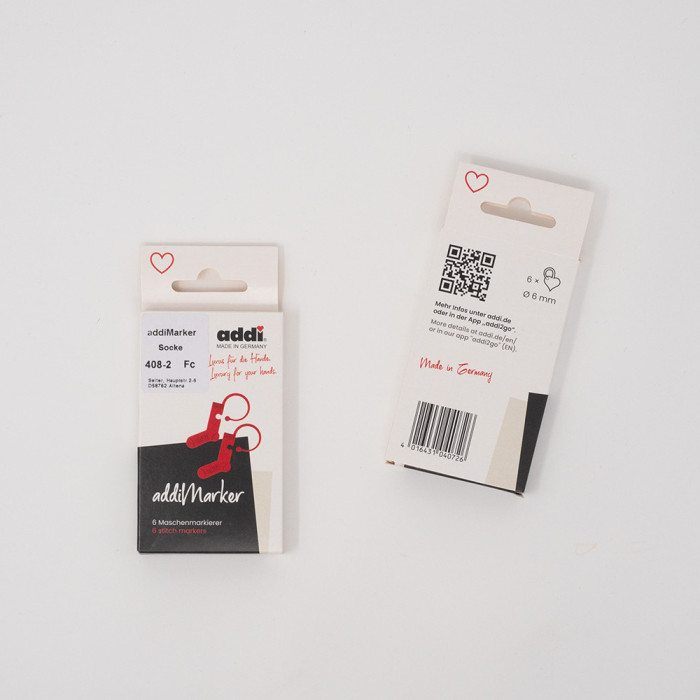 addiMarker
Socke
408-2 Fc
Selter, Hauptstr 2-6
D58762 Altena
addi
MADE IN GERMANY
Luxus für die Hände.
Luxury for your hands.
addiMarker
6 Maschenmarkierer
6 stitch markers
6 ×
Ø 6 mm
Mehr Infos unter addi.de
oder in der App „addi2go“.
More details at addi.de/en/
or in our app "addi2go" (EN).
Made in Germany
4 016431 040726